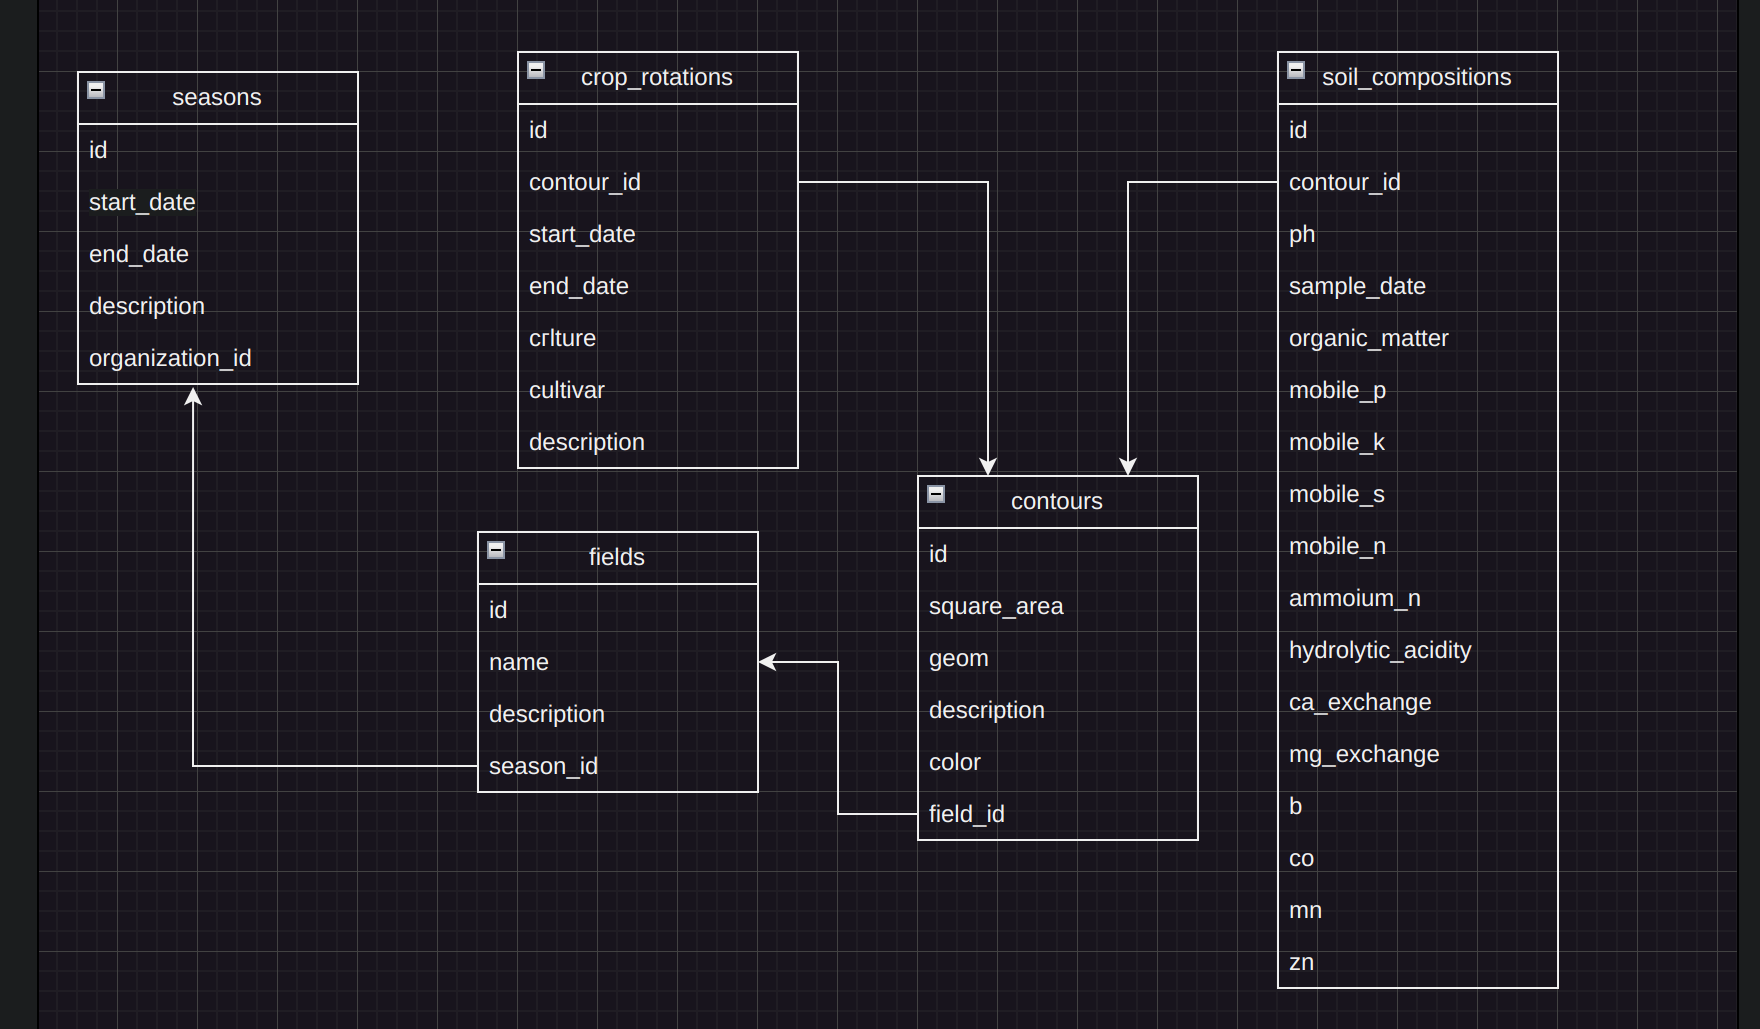 seasons
id
start_date
end_date
description
organization_id
crop_rotations
id
contour_id
start_date
end_date
crlture
cultivar
description
fields
id
name
description
season_id
contours
id
square_area
geom
description
color
field_id
soil_compositions
id
contour_id
ph
sample_date
organic_matter
mobile_p
mobile_k
mobile_s
mobile_n
ammoium_n
hydrolytic_acidity
ca_exchange
mg_exchange
b
co
mn
zn